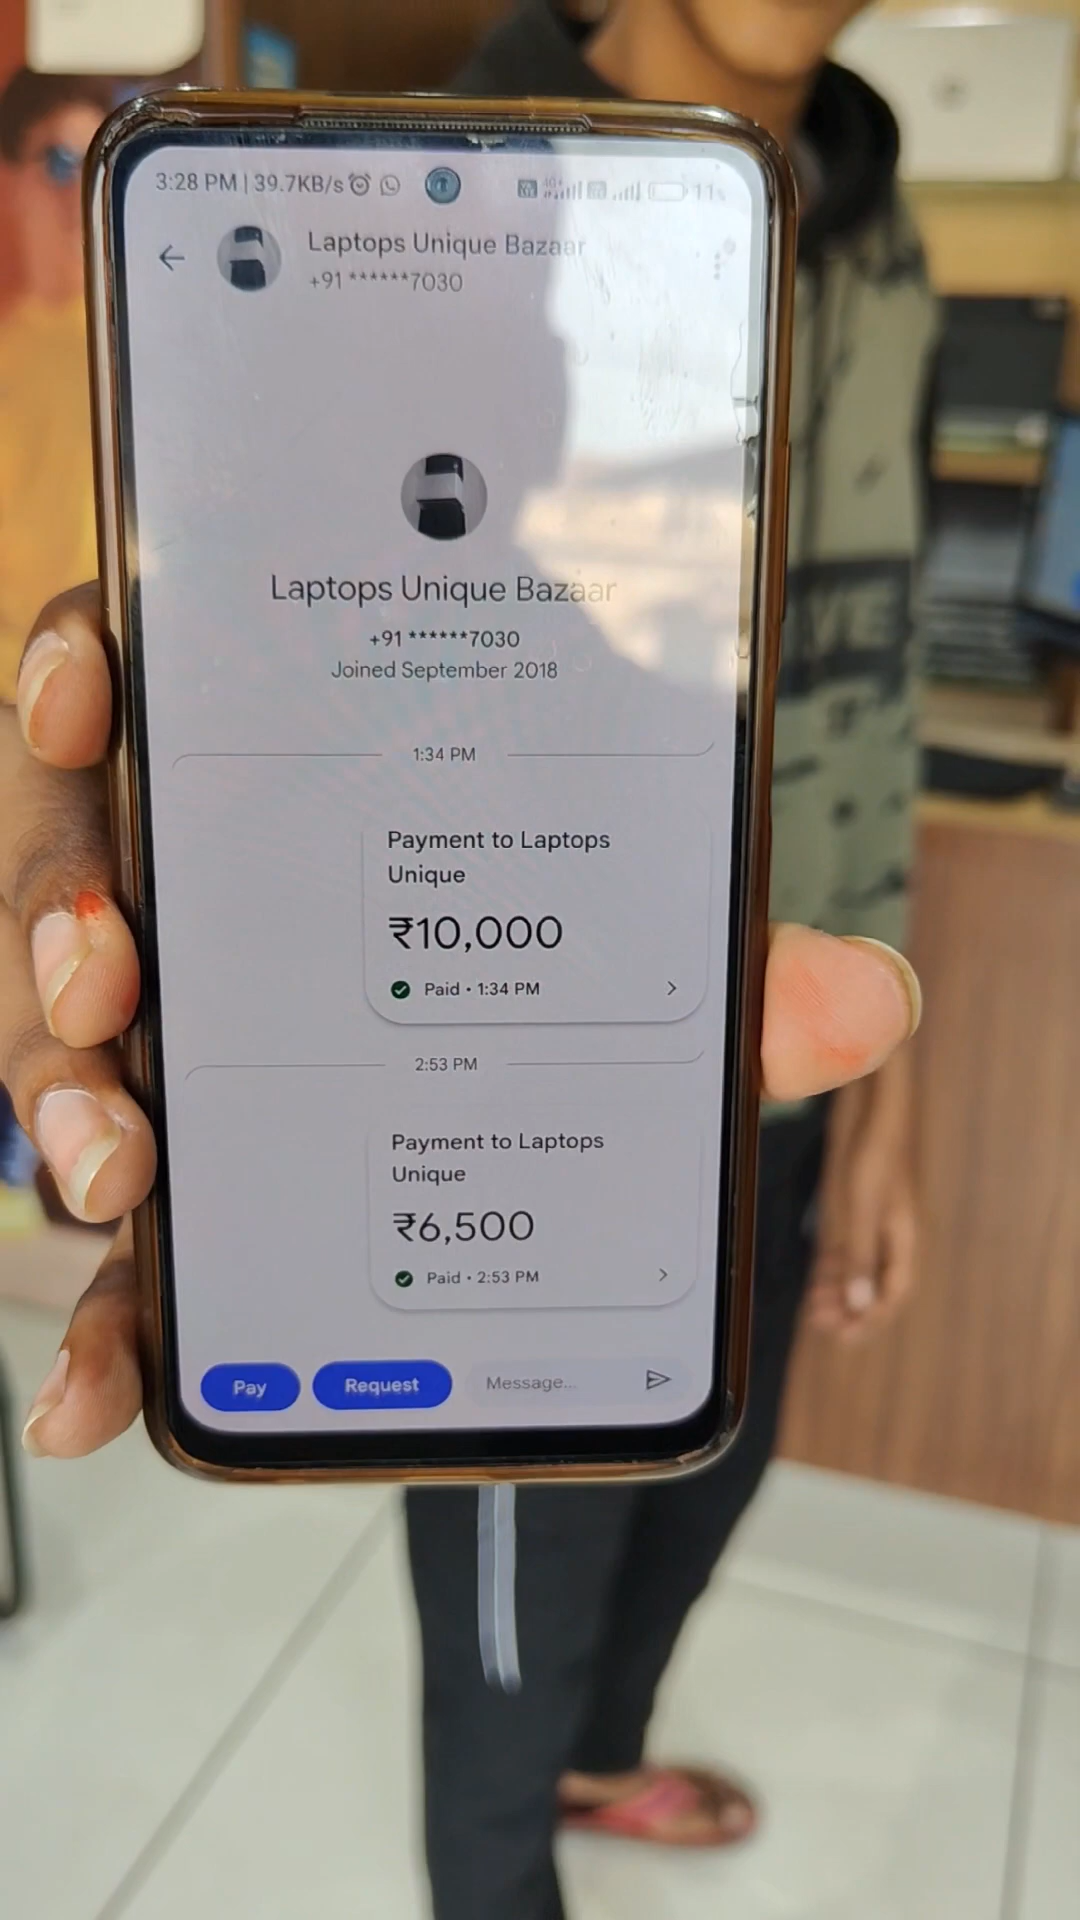 3:28 PM | 39.7KB/s
11%
Laptops Unique Bazaar
+91 ******7030
Laptops Unique Bazaar
+91 ******7030
Joined September 2018
1:34 PM
Payment to Laptops
Unique
₹10,000
Paid • 1:34 PM
2:53 PM
Payment to Laptops
Unique
₹6,500
Paid • 2:53 PM
Pay
Request
Message...